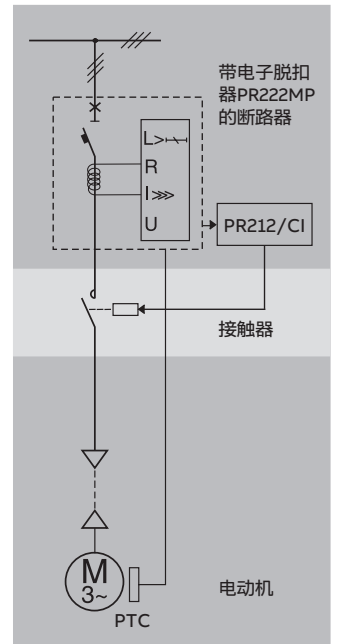 带电子脱扣
器PR222MP
的断路器
L>
R
I>>>
U
PR212/CI
接触器
M
3~
PTC
电动机